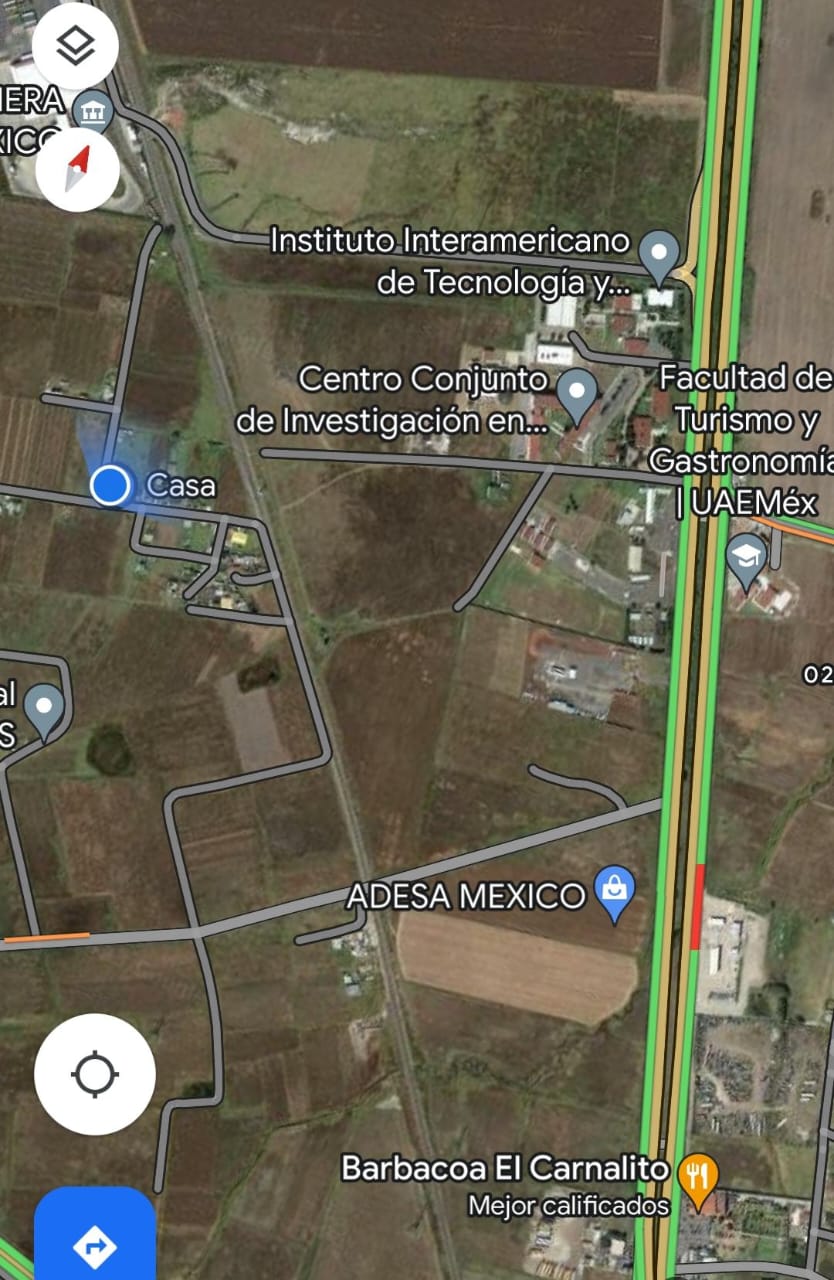 IERA
XICO
Instituto Interamericano
de Tecnología y...
Centro Conjunto
de Investigación en...
Facultad de
Turismo y
Gastronomía
| UAEMéx
Casa
02
al
S
ADESA MEXICO
Barbacoa El Carnalito
Mejor calificados